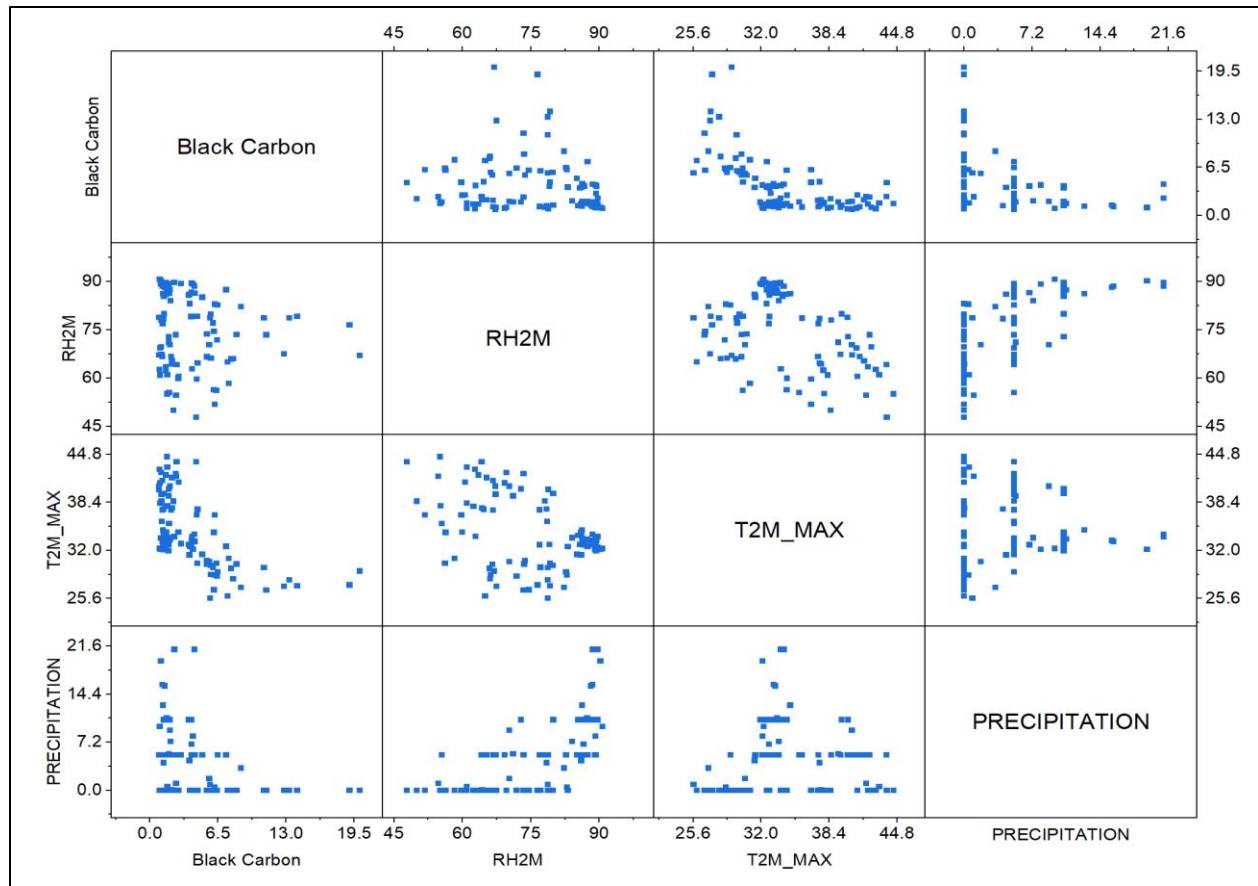 45 60 75 90 25.6 32.0 38.4 44.8 0.0 7.2 14.4 21.6
Black Carbon
Black Carbon
19.5
13.0
6.5
0.0
RH2M
90
75
60
45
RH2M
T2M_MAX
44.8
38.4
32.0
25.6
T2M_MAX
44.8
38.4
32.0
25.6
PRECIPITATION
21.6
14.4
7.2
0.0
PRECIPITATION
0.0 6.5 13.0 19.5 45 60 75 90 25.6 32.0 38.4 44.8
Black Carbon RH2M T2M_MAX PRECIPITATION